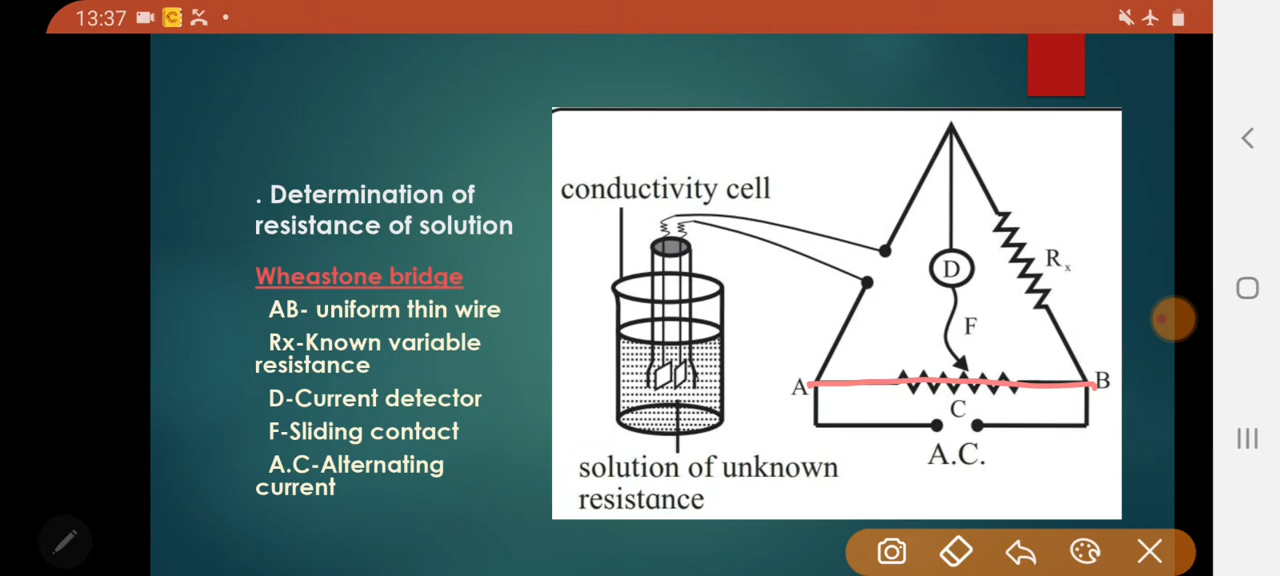 13:37
. Determination of
resistance of solution
Wheastone bridge
AB- uniform thin wire
Rx-Known variable
resistance
D-Current detector
F-Sliding contact
A.C-Alternating
current
conductivity cell
D
Rx
F
A
B
C
A.C.
solution of unknown
resistance